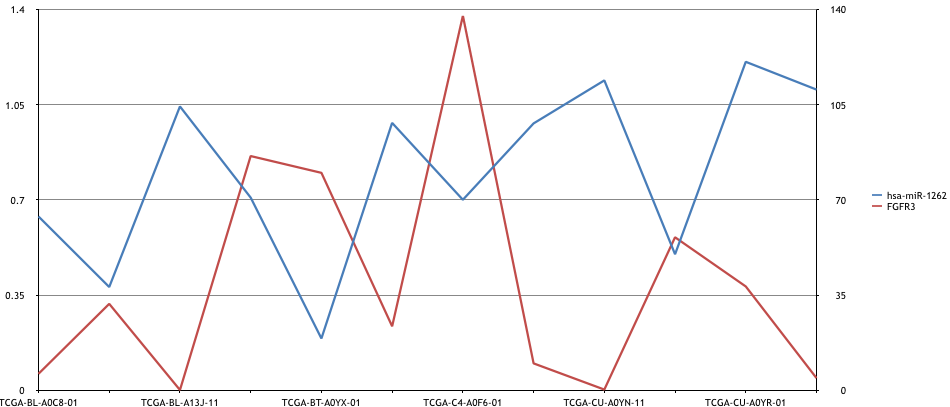 1.4
1.05
0.7
0.35
0
140
105
70
35
0
TCGA-BL-A0C8-01
TCGA-BL-A13J-11
TCGA-BT-A0YX-01
TCGA-C4-A0F6-01
TCGA-CU-A0YN-11
TCGA-CU-A0YR-01
hsa-miR-1262
FGFR3